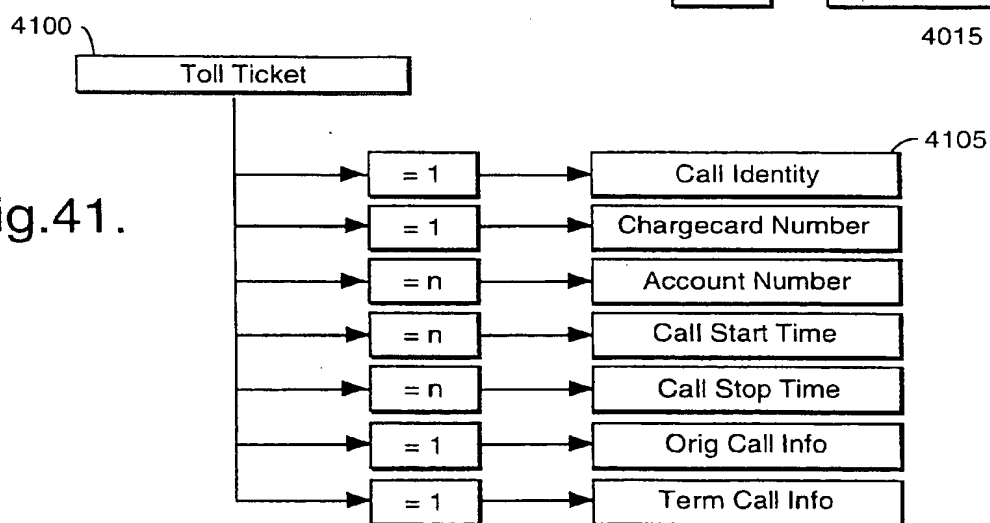 4100
4015
Toll Ticket
4105
= 1 Call Identity
ig.41.
= 1 Chargecard Number
= n Account Number
= n Call Start Time
= n Call Stop Time
= 1 Orig Call Info
= 1 Term Call Info